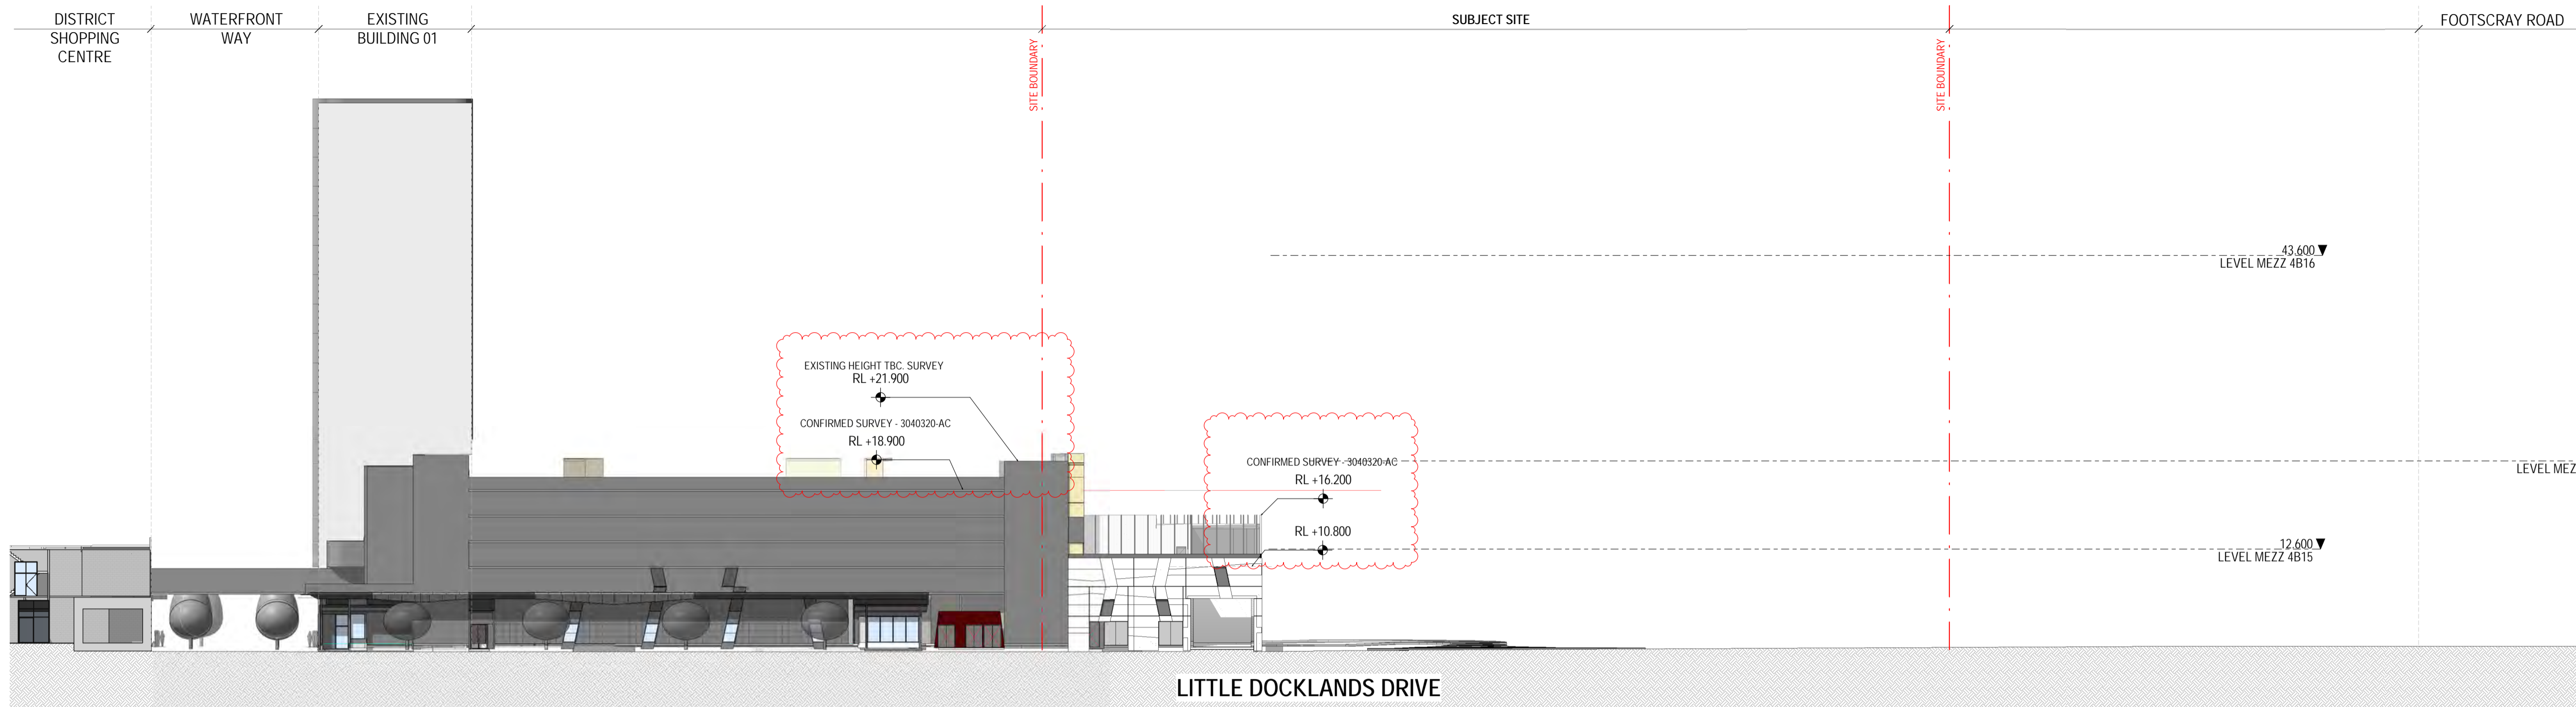 DISTRICT
SHOPPING
CENTRE
WATERFRONT
WAY
EXISTING
BUILDING 01
SUBJECT SITE
FOOTSCRAY ROAD
SITE BOUNDARY
SITE BOUNDARY
43.600
LEVEL MEZZ 4B16
EXISTING HEIGHT TBC. SURVEY
RL +21.900
CONFIRMED SURVEY - 3040320-AC
RL +18.900
CONFIRMED SURVEY - 3040320-AC
RL +16.200
RL +10.800
LEVEL MEZ
12.600
LEVEL MEZZ 4B15
LITTLE DOCKLANDS DRIVE